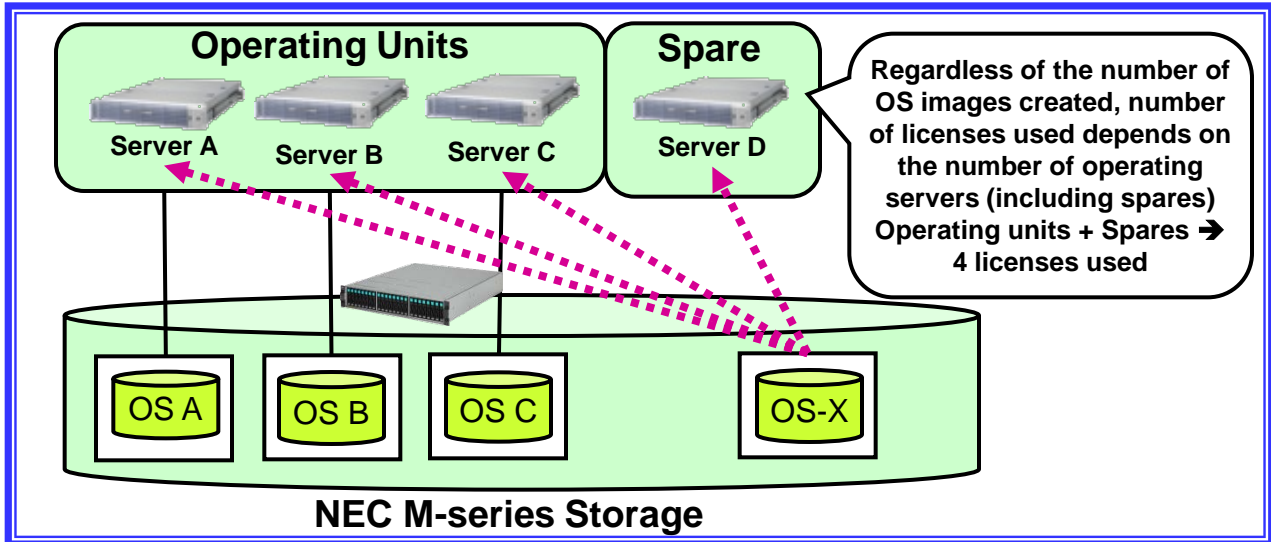 Operating Units
Spare
Server A
Server B
Server C
Server D
Regardless of the number of
OS images created, number
of licenses used depends on
the number of operating
servers (including spares)
Operating units + Spares ➔
4 licenses used
OS A
OS B
OS C
OS-X
NEC M-series Storage